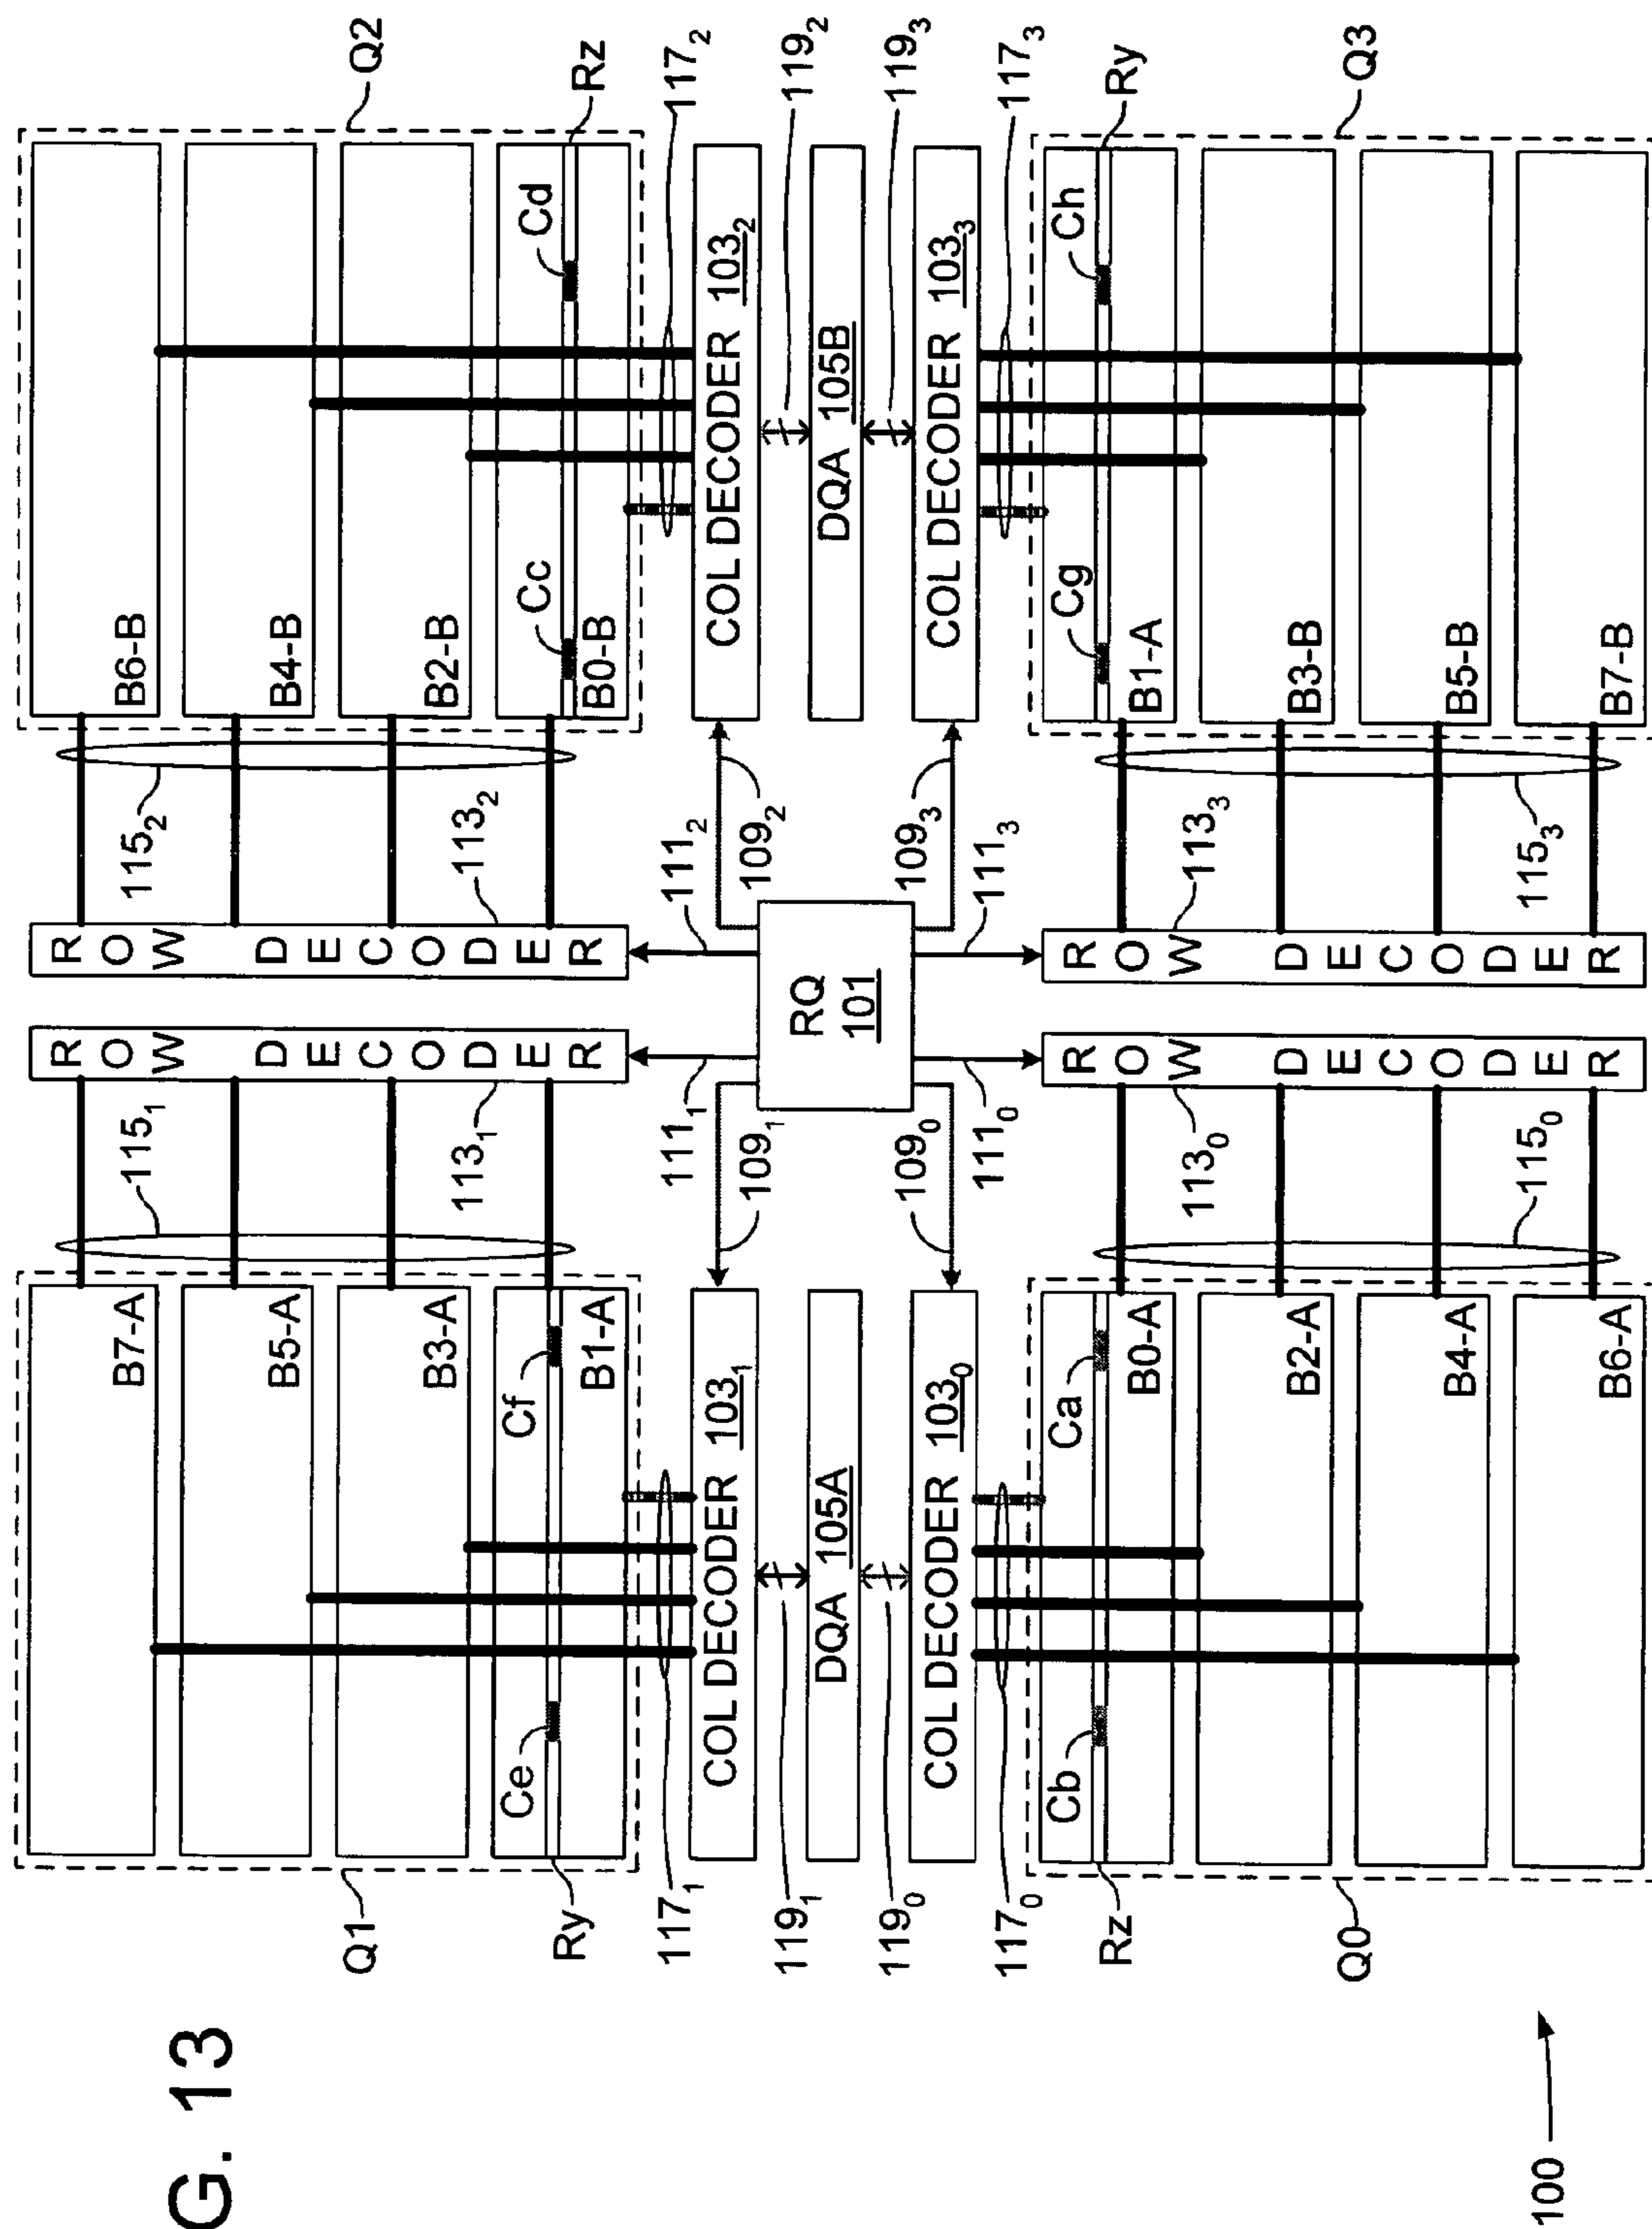 G. 13
100
Q1
Ry
117₁
119₁
119₀
117₀
Rz
Q0
B7-A
B5-A
B3-A
Ce
Cf
B1-A
COL DECODER 103₁
DQA 105A
COL DECODER 103₀
Cb
Ca
B0-A
B2-A
B4-A
B6-A
115₁
113₁
109₁
111₁
109₀
111₀
113₀
115₀
ROW DECODER
ROW DECODER
RQ
101
ROW DECODER
ROW DECODER
115₂
113₂
111₂
109₂
109₃
111₃
113₃
115₃
B6-B
B4-B
B2-B
Cc
Cd
B0-B
COL DECODER 103₂
DQA 105B
COL DECODER 103₃
Cg
Ch
B1-A
B3-B
B5-B
B7-B
Q2
Rz
117₂
119₂
119₃
117₃
Ry
Q3